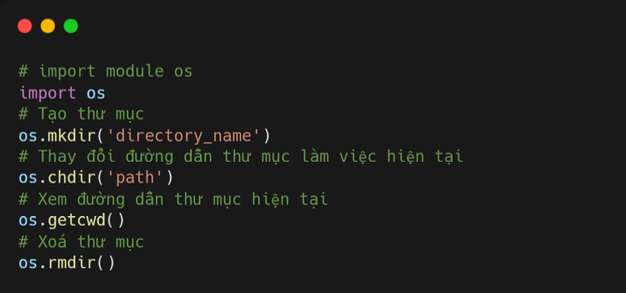 # import module os
import os
# Tạo thư mục
os.mkdir('directory_name')
# Thay đổi đường dẫn thư mục làm việc hiện tại
os.chdir('path')
# Xem đường dẫn thư mục hiện tại
os.getcwd()
# Xoá thư mục
os.rmdir()